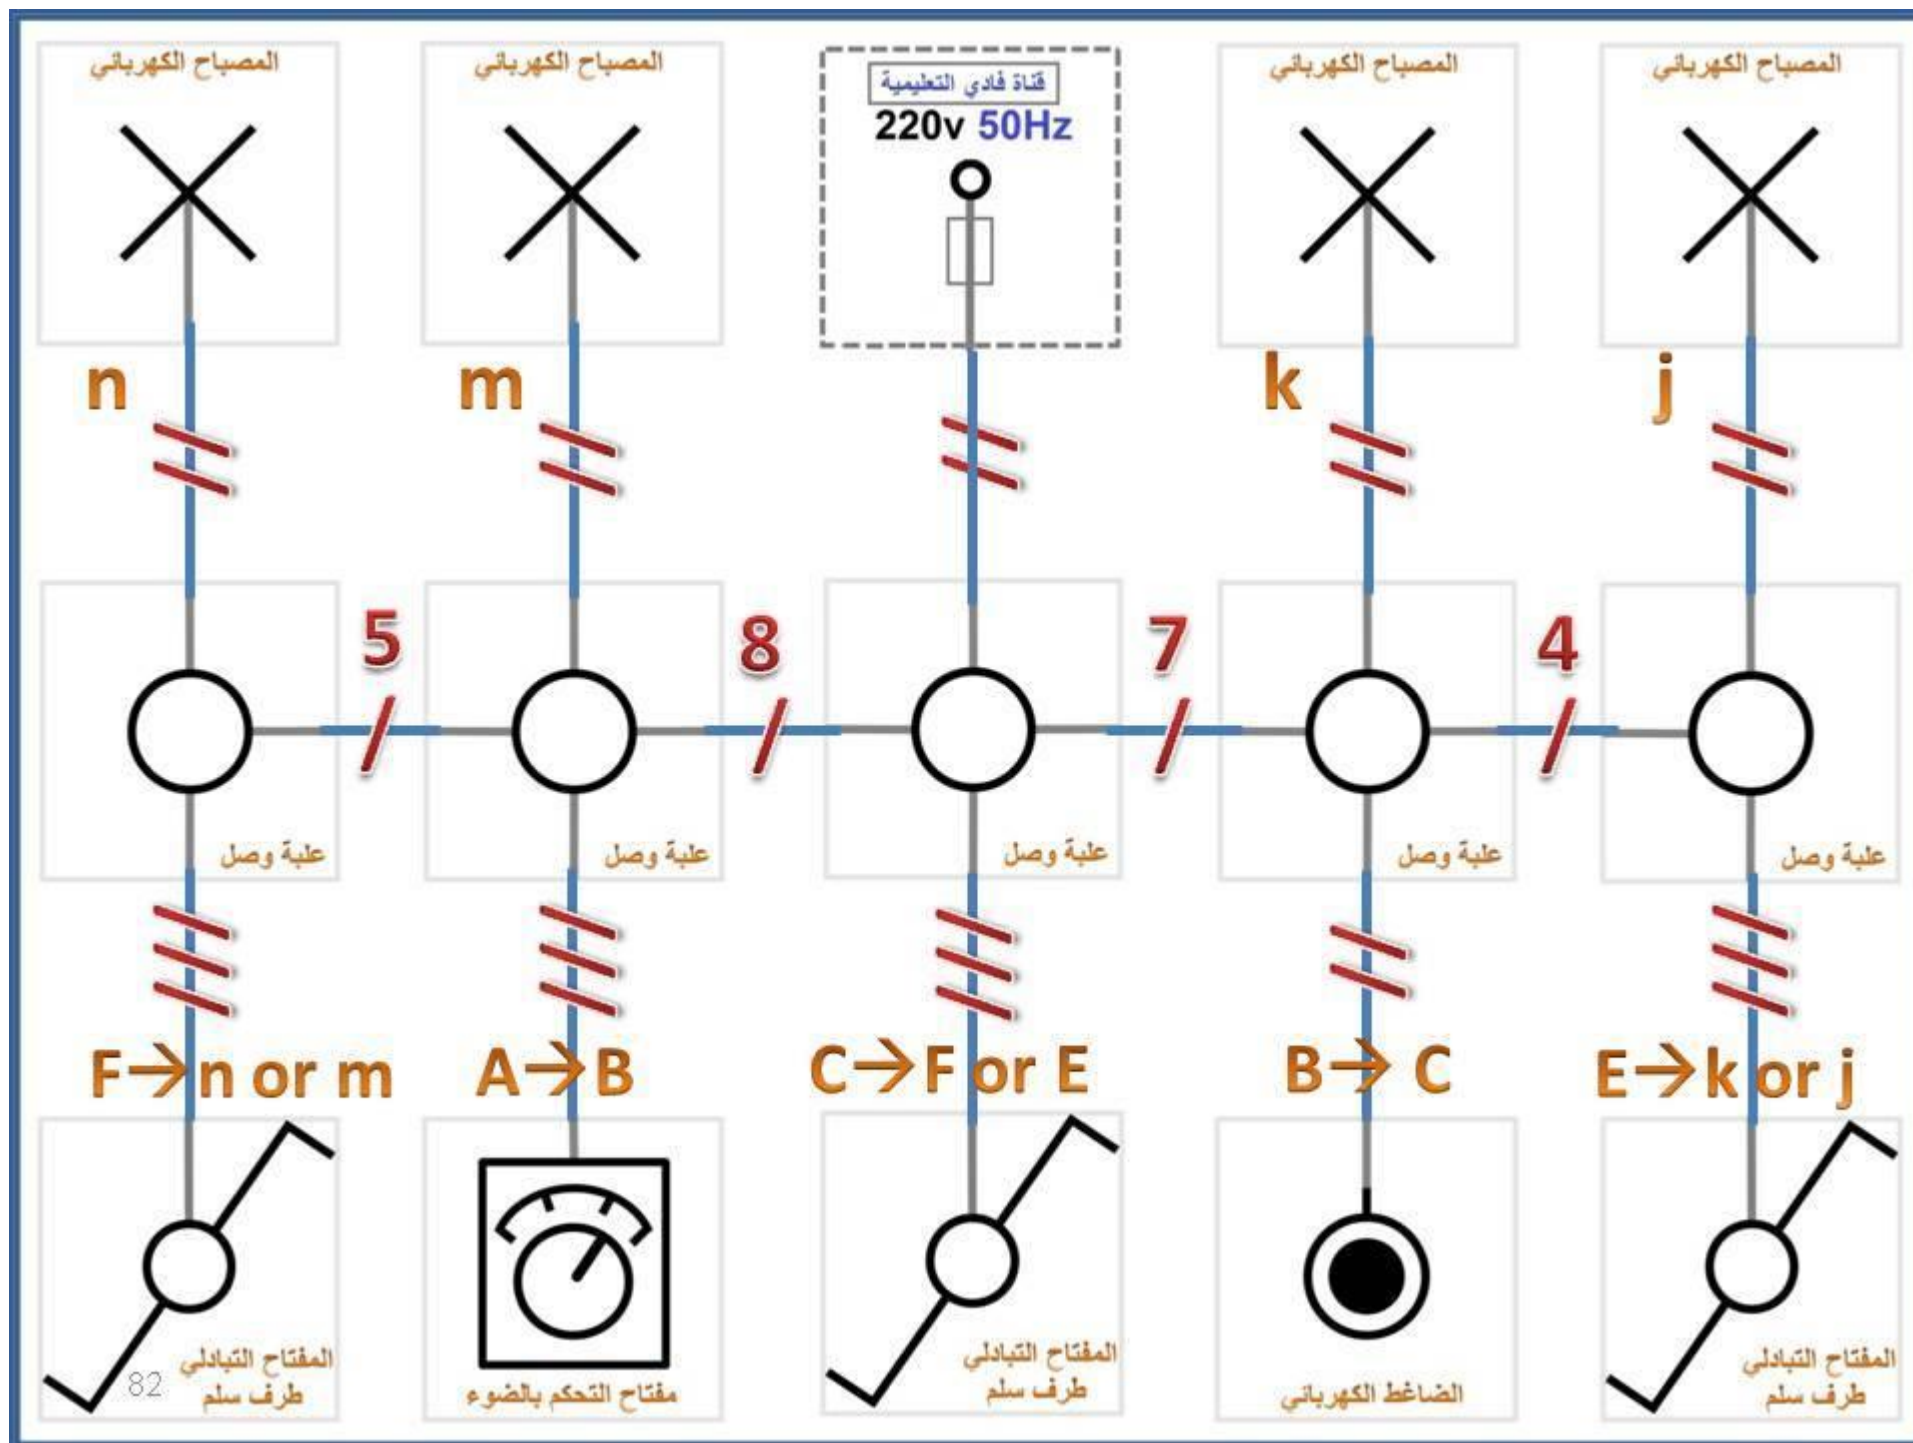 المصباح الكهربائي
المصباح الكهربائي
قناة فادي التعليمية
220v 50Hz
المصباح الكهربائي
المصباح الكهربائي
n
m
k
j
5
8
7
4
علبة وصل
علبة وصل
علبة وصل
علبة وصل
علبة وصل
F→n or m
A→B
C→F or E
B→ C
E→k or j
المفتاح التبادلي
طرف سلم
82
مفتاح التحكم بالضوء
المفتاح التبادلي
طرف سلم
الضاغط الكهربائي
المفتاح التبادلي
طرف سلم